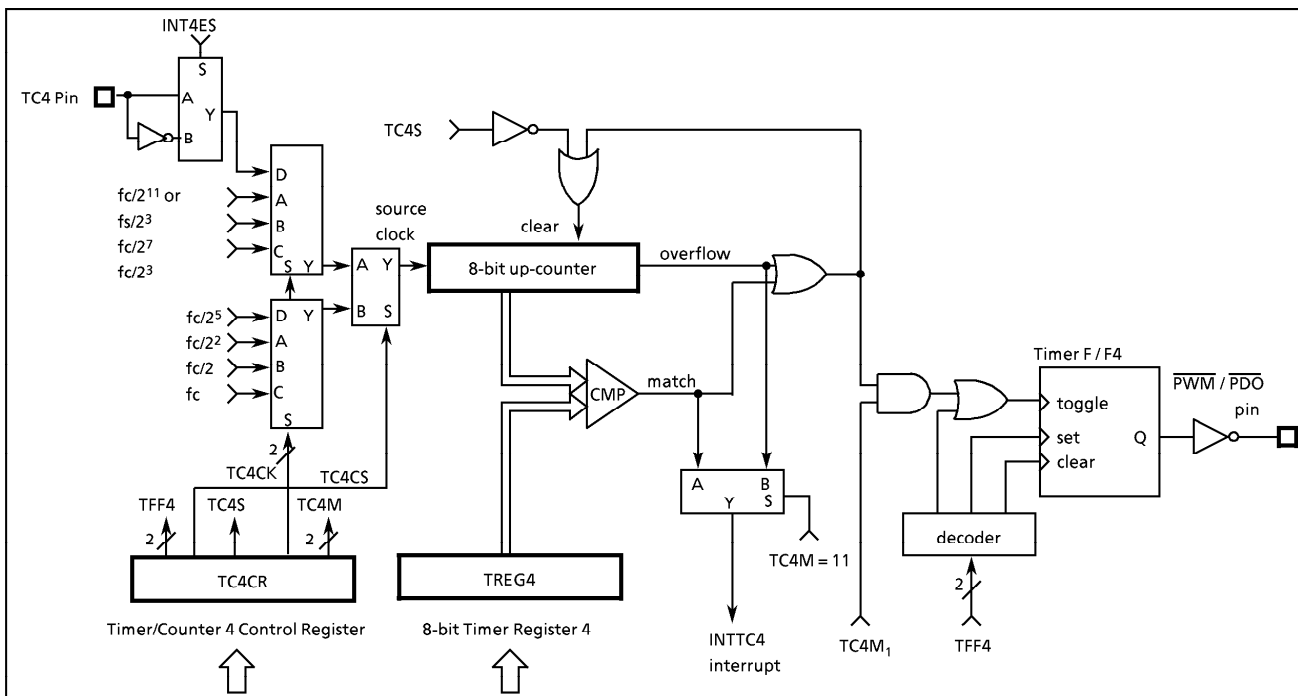 INT4ES
S
TC4 Pin
A
Y
B
TC4S
D
fc/2¹¹ or
A
fs/2³
B
fc/2⁷
C
fc/2³
S Y
source
clock
clear
A Y
B S
8-bit up-counter
overflow
D Y
fc/2⁵
A
fc/2²
B
fc/2
C
fc
S
CMP
match
Timer F / F4
toggle
set
clear
Q
PWM / PDO
pin
2
TC4CK
TC4CS
A B
Y S
TFF4
TC4S
TC4M
2
2
TC4M = 11
decoder
TC4CR
TREG4
2
Timer/Counter 4 Control Register
8-bit Timer Register 4
INTTC4
interrupt
TC4M₁
TFF4